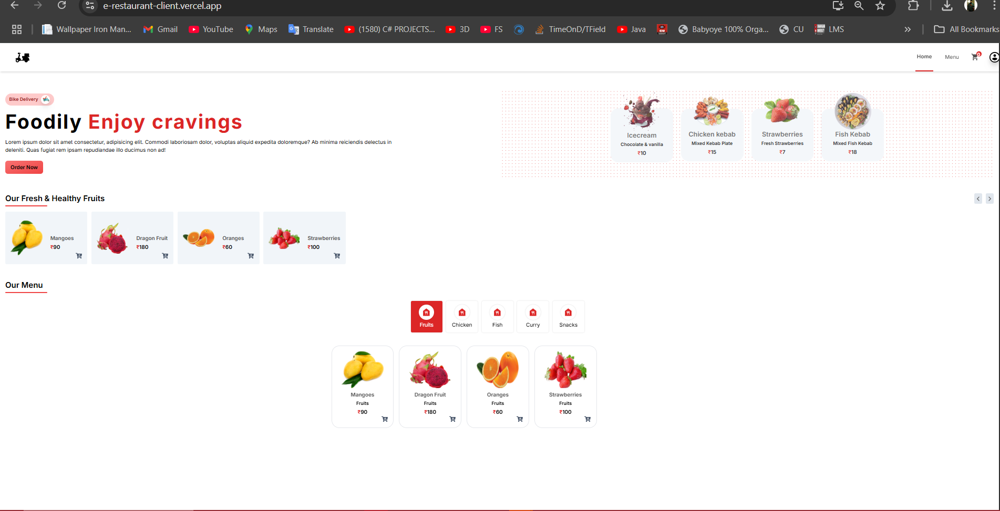 e-restaurant-client.vercel.app
Wallpaper Iron Man... Gmail YouTube Maps Translate (1580) C# PROJECTS... 3D FS TimeOnD/TField Java CU Babyoye 100% Orga... CU LMS » All Bookmarks
Home Menu 0
Bike Delivery
Foodily Enjoy cravings
Lorem ipsum dolor sit amet consectetur, adipisicing elit. Commodi laboriosam dolor, voluptas aliquid expedita doloremque? Ab minima reiciendis delectus in
deleniti. Quas fugiat rem ipsam repudiandae illo ducimus non ad!
Order Now
Icecream
Chocolate & vanilla
₹10
Chicken kebab
Mixed Kebab Plate
₹15
Strawberries
Fresh Strawberries
₹7
Fish Kebab
Mixed Fish Kebab
₹18
Our Fresh & Healthy Fruits
Mangoes
₹90
Dragon Fruit
₹180
Oranges
₹60
Strawberries
₹100
Our Menu
Fruits Chicken Fish Curry Snacks
Mangoes
Fruits
₹90
Dragon Fruit
Fruits
₹180
Oranges
Fruits
₹60
Strawberries
Fruits
₹100